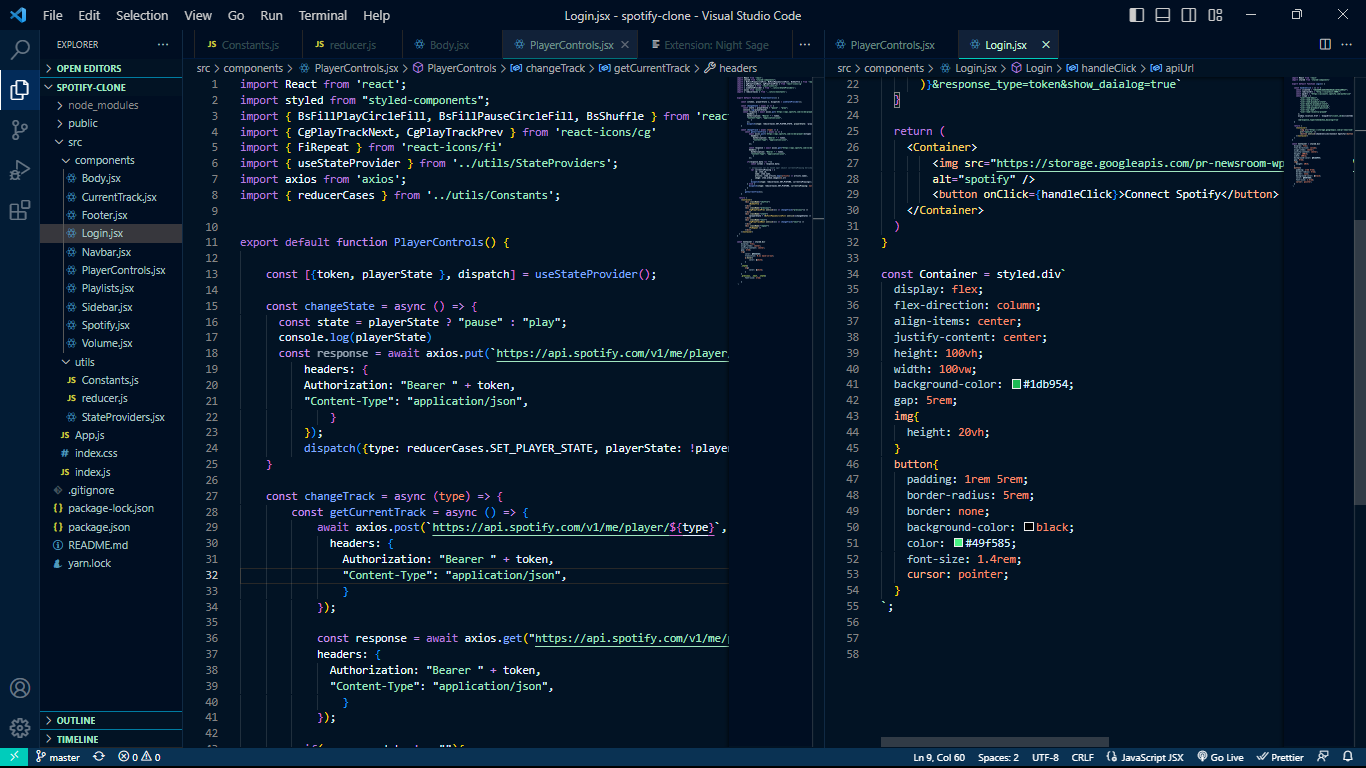 File Edit Selection View Go Run Terminal Help
Login.jsx - spotify-clone - Visual Studio Code
EXPLORER
OPEN EDITORS
SPOTIFY-CLONE
node_modules
public
src
components
Body.jsx
CurrentTrack.jsx
Footer.jsx
Login.jsx
Navbar.jsx
PlayerControls.jsx
Playlists.jsx
Sidebar.jsx
Spotify.jsx
Volume.jsx
utils
JS Constants.js
JS reducer.js
StateProviders.jsx
JS App.js
# index.css
JS index.js
.gitignore
{} package-lock.json
{} package.json
README.md
yarn.lock
OUTLINE
TIMELINE
JS Constants.js
JS reducer.js
Body.jsx
PlayerControls.jsx
Extension: Night Sage
src > components > PlayerControls.jsx > PlayerControls > changeTrack > getCurrentTrack > headers
1 import React from 'react';
2 import styled from "styled-components";
3 import { BsFillPlayCircleFill, BsFillPauseCircleFill, BsShuffle } from 'reac
4 import { CgPlayTrackNext, CgPlayTrackPrev } from 'react-icons/cg'
5 import { FiRepeat } from 'react-icons/fi'
6 import { useStateProvider } from '../utils/StateProviders';
7 import axios from 'axios';
8 import { reducerCases } from '../utils/Constants';
9
10
11 export default function PlayerControls() {
12
13 const [{token, playerState }, dispatch] = useStateProvider();
14
15 const changeState = async () => {
16 const state = playerState ? "pause" : "play";
17 console.log(playerState)
18 const response = await axios.put(`https://api.spotify.com/v1/me/player/
19 headers: {
20 Authorization: "Bearer " + token,
21 "Content-Type": "application/json",
22 }
23 });
24 dispatch({type: reducerCases.SET_PLAYER_STATE, playerState: !player
25 }
26
27 const changeTrack = async (type) => {
28 const getCurrentTrack = async () => {
29 await axios.post(`https://api.spotify.com/v1/me/player/${type}`,
30 headers: {
31 Authorization: "Bearer " + token,
32 "Content-Type": "application/json",
33 }
34 });
35
36 const response = await axios.get("https://api.spotify.com/v1/me/p
37 headers: {
38 Authorization: "Bearer " + token,
39 "Content-Type": "application/json",
40 }
41 });
42
PlayerControls.jsx
Login.jsx
src > components > Login.jsx > Login > handleClick > apiUrl
22 )}&response_type=token&show_daialog=true`
23 }
24
25 return (
26 <Container>
27 <img src="https://storage.googleapis.com/pr-newsroom-wp
28 alt="spotify" />
29 <button onClick={handleClick}>Connect Spotify</button>
30 </Container>
31 )
32 }
33
34 const Container = styled.div`
35 display: flex;
36 flex-direction: column;
37 align-items: center;
38 justify-content: center;
39 height: 100vh;
40 width: 100vw;
41 background-color: #1db954;
42 gap: 5rem;
43 img{
44 height: 20vh;
45 }
46 button{
47 padding: 1rem 5rem;
48 border-radius: 5rem;
49 border: none;
50 background-color: black;
51 color: #49f585;
52 font-size: 1.4rem;
53 cursor: pointer;
54 }
55 `;
56
57
58
master 0 0
Ln 9, Col 60 Spaces: 2 UTF-8 CRLF {} JavaScript JSX Go Live Prettier